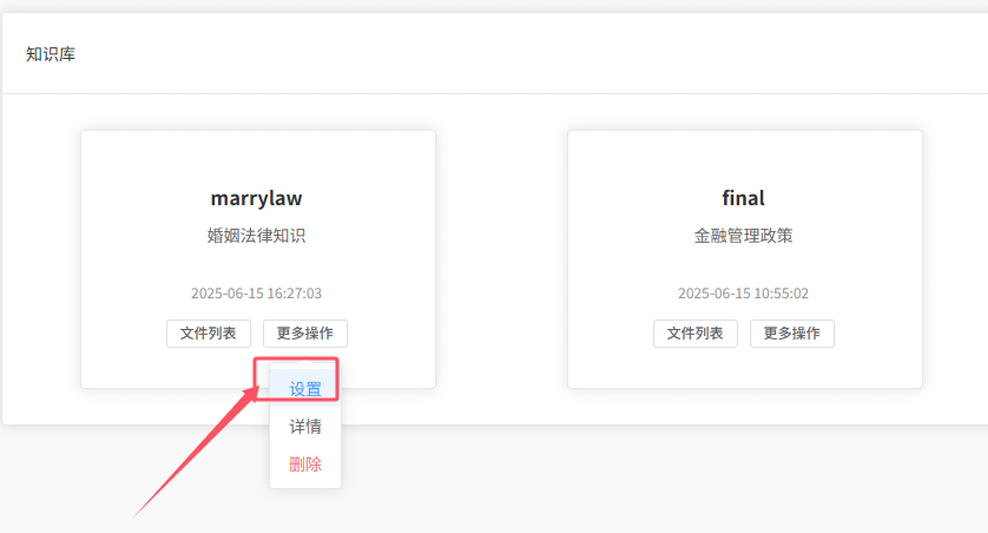 知识库
marrylaw
婚姻法律知识
2025-06-15 16:27:03
文件列表 更多操作
设置
详情
删除
final
金融管理政策
2025-06-15 10:55:02
文件列表 更多操作